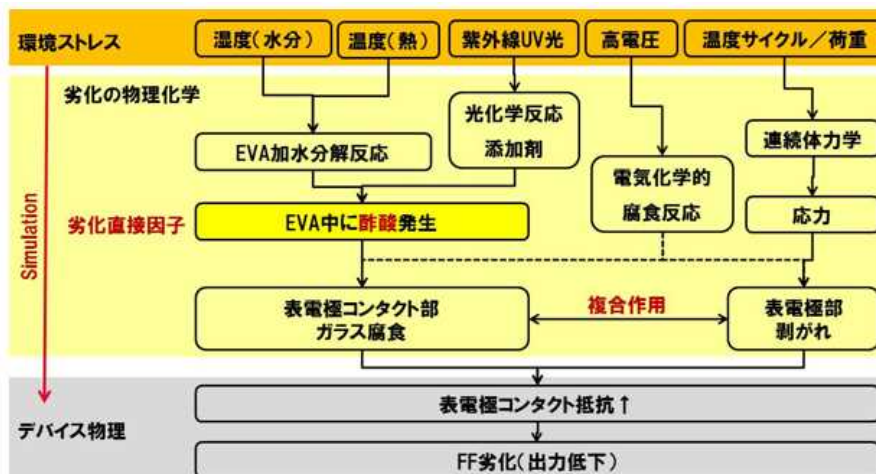 環境ストレス
湿度(水分)
温度(熱)
紫外線UV光
高電圧
温度サイクル/荷重
劣化の物理化学
EVA加水分解反応
光化学反応
添加剤
電気化学的
腐食反応
連続体力学
応力
Simulation
劣化直接因子
EVA中に酢酸発生
表電極コンタクト部
ガラス腐食
複合作用
表電極部
剥がれ
デバイス物理
表電極コンタクト抵抗↑
FF劣化(出力低下)